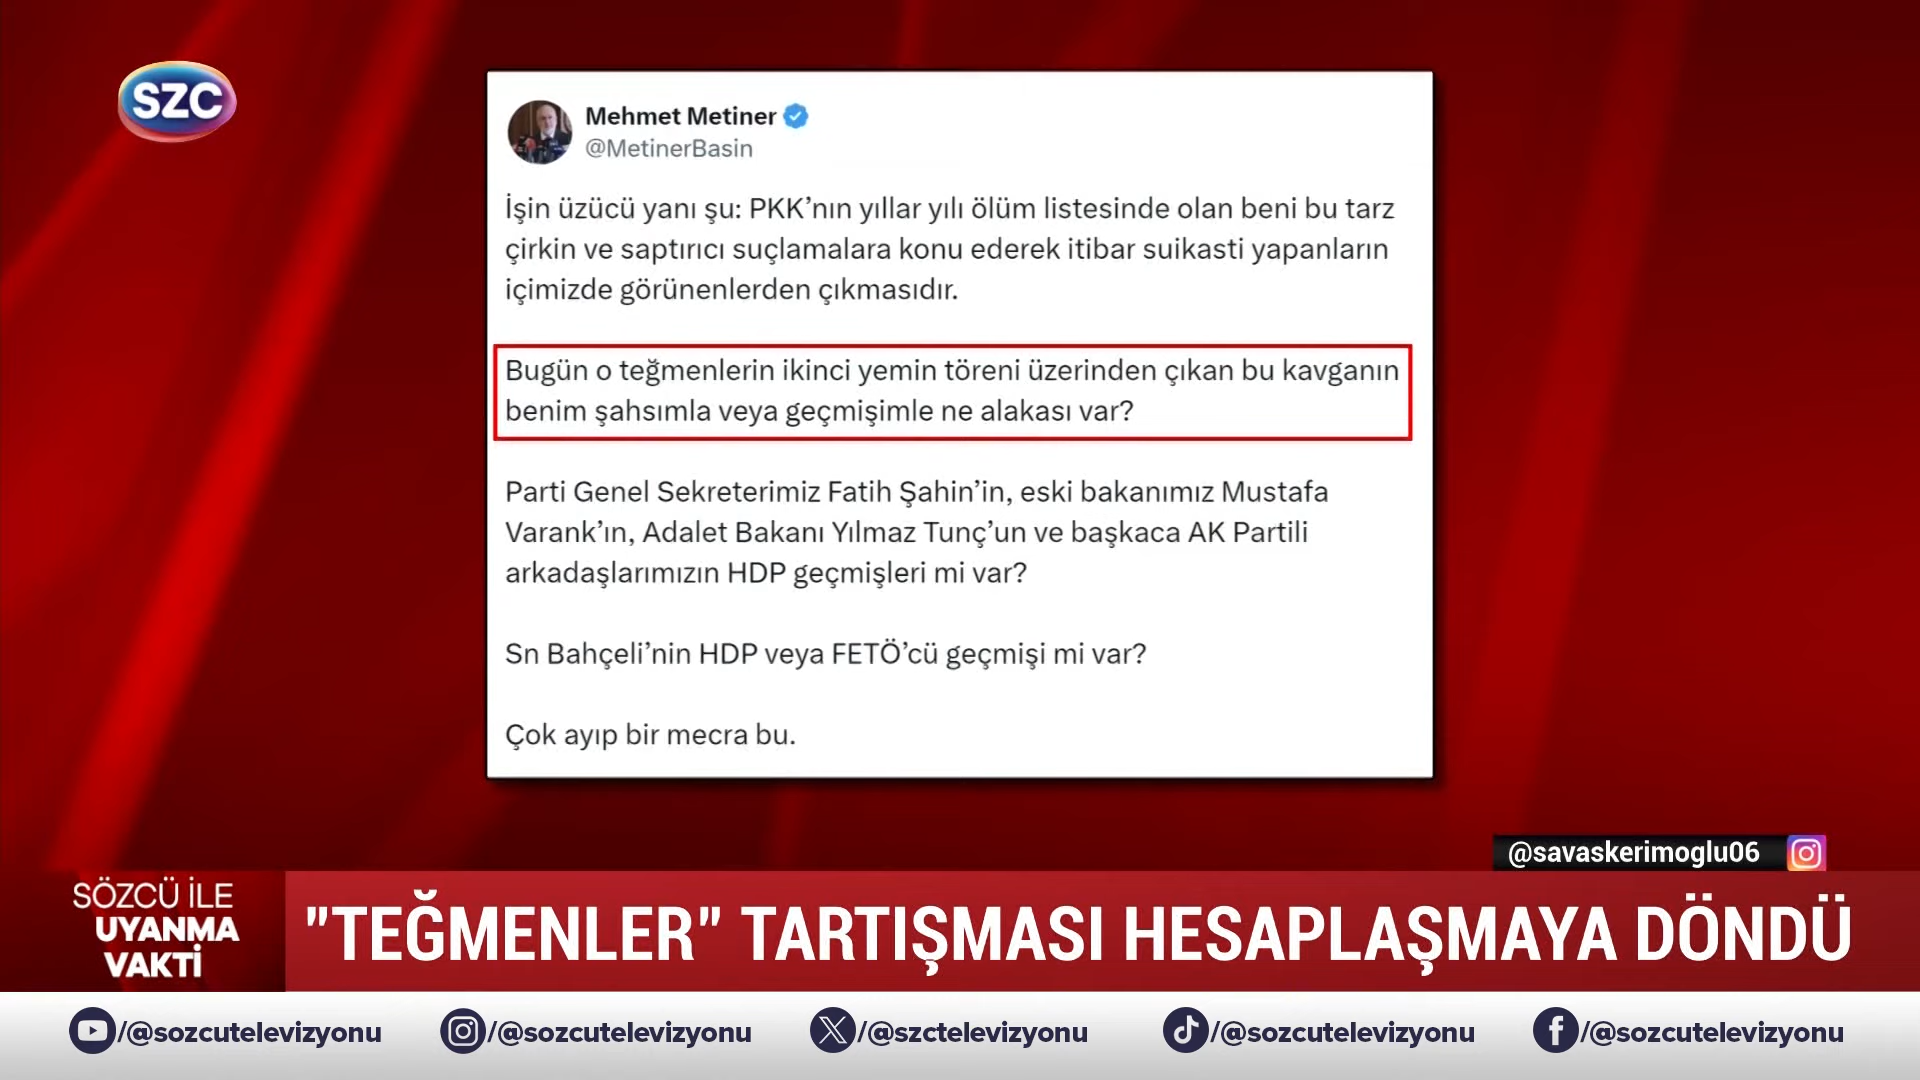 SZC
Mehmet Metiner
@MetinerBasin
İşin üzücü yanı şu: PKK’nın yıllar yılı ölüm listesinde olan beni bu tarz
çirkin ve saptırıcı suçlamalara konu ederek itibar suikasti yapanların
içimizde görünenlerden çıkmasıdır.
Bugün o teğmenlerin ikinci yemin töreni üzerinden çıkan bu kavganın
benim şahsımla veya geçmişimle ne alakası var?
Parti Genel Sekreterimiz Fatih Şahin’in, eski bakanımız Mustafa
Varank’ın, Adalet Bakanı Yılmaz Tunç’un ve başkaca AK Partili
arkadaşlarımızın HDP geçmişleri mi var?
Sn Bahçeli’nin HDP veya FETÖ’cü geçmişi mi var?
Çok ayıp bir mecra bu.
@savaskerimoglu06
SÖZCÜ İLE
UYANMA
VAKTİ
"TEĞMENLER" TARTIŞMASI HESAPLAŞMAYA DÖNDÜ
/@sozcutelevizyonu /@sozcutelevizyonu /@szctelevizyonu /@sozcutelevizyonu /@sozcutelevizyonu